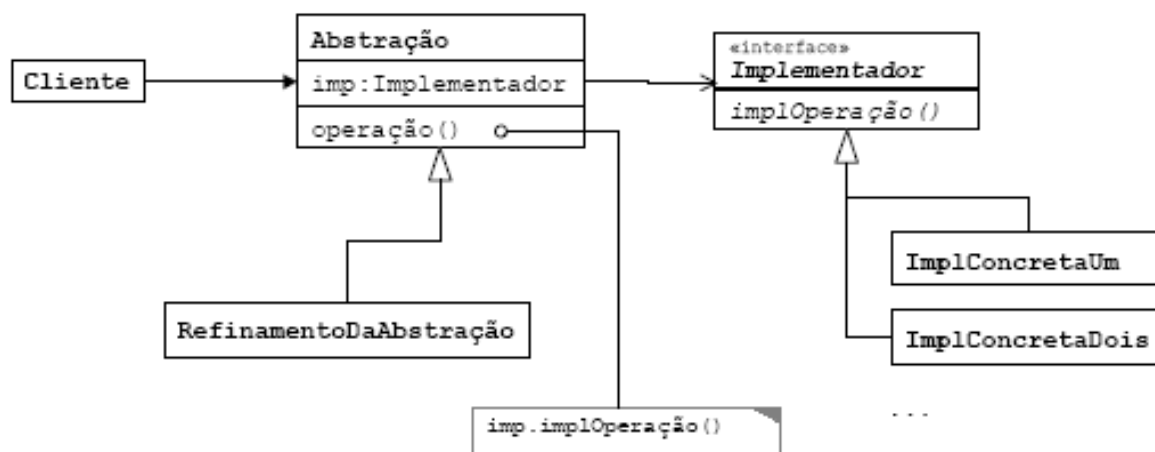 Cliente
Abstração
imp:Implementador
operação()
«interface»
Implementador
implOperação()
RefinamentoDaAbstração
ImplConcretaUm
ImplConcretaDois
imp.implOperação()
...